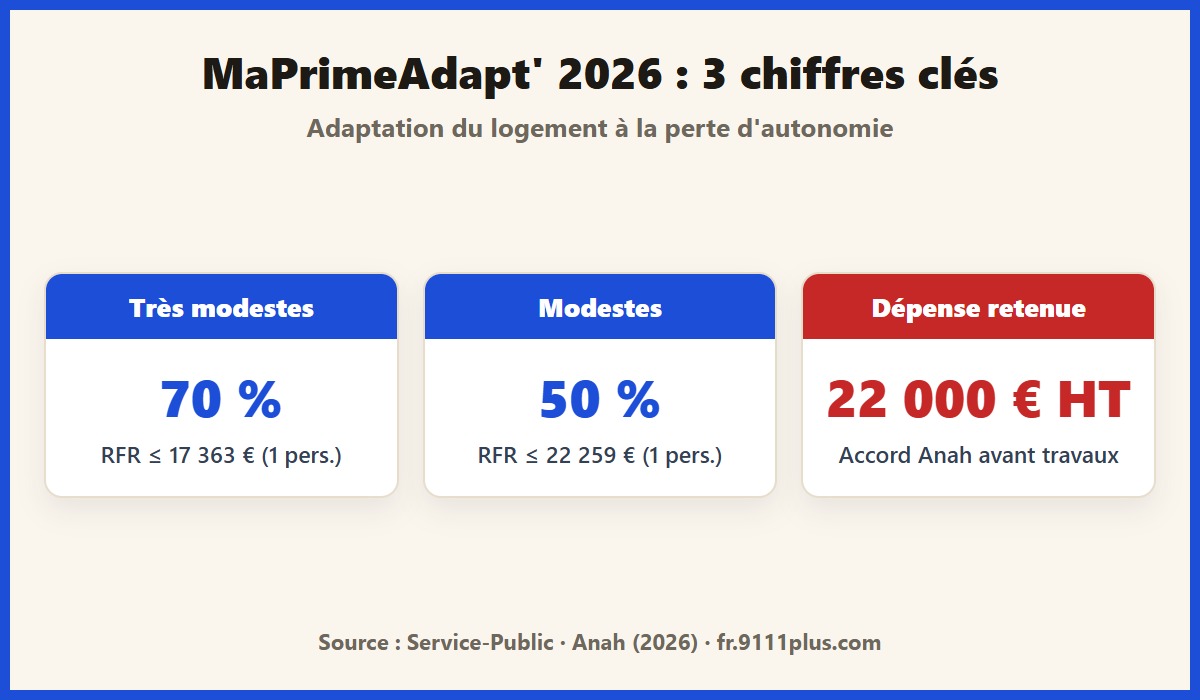 MaPrimeAdapt' 2026 : 3 chiffres clés
Adaptation du logement à la perte d'autonomie
Très modestes
70 %
RFR ≤ 17 363 € (1 pers.)
Modestes
50 %
RFR ≤ 22 259 € (1 pers.)
Dépense retenue
22 000 € HT
Accord Anah avant travaux
Source : Service-Public · Anah (2026) · fr.9111plus.com